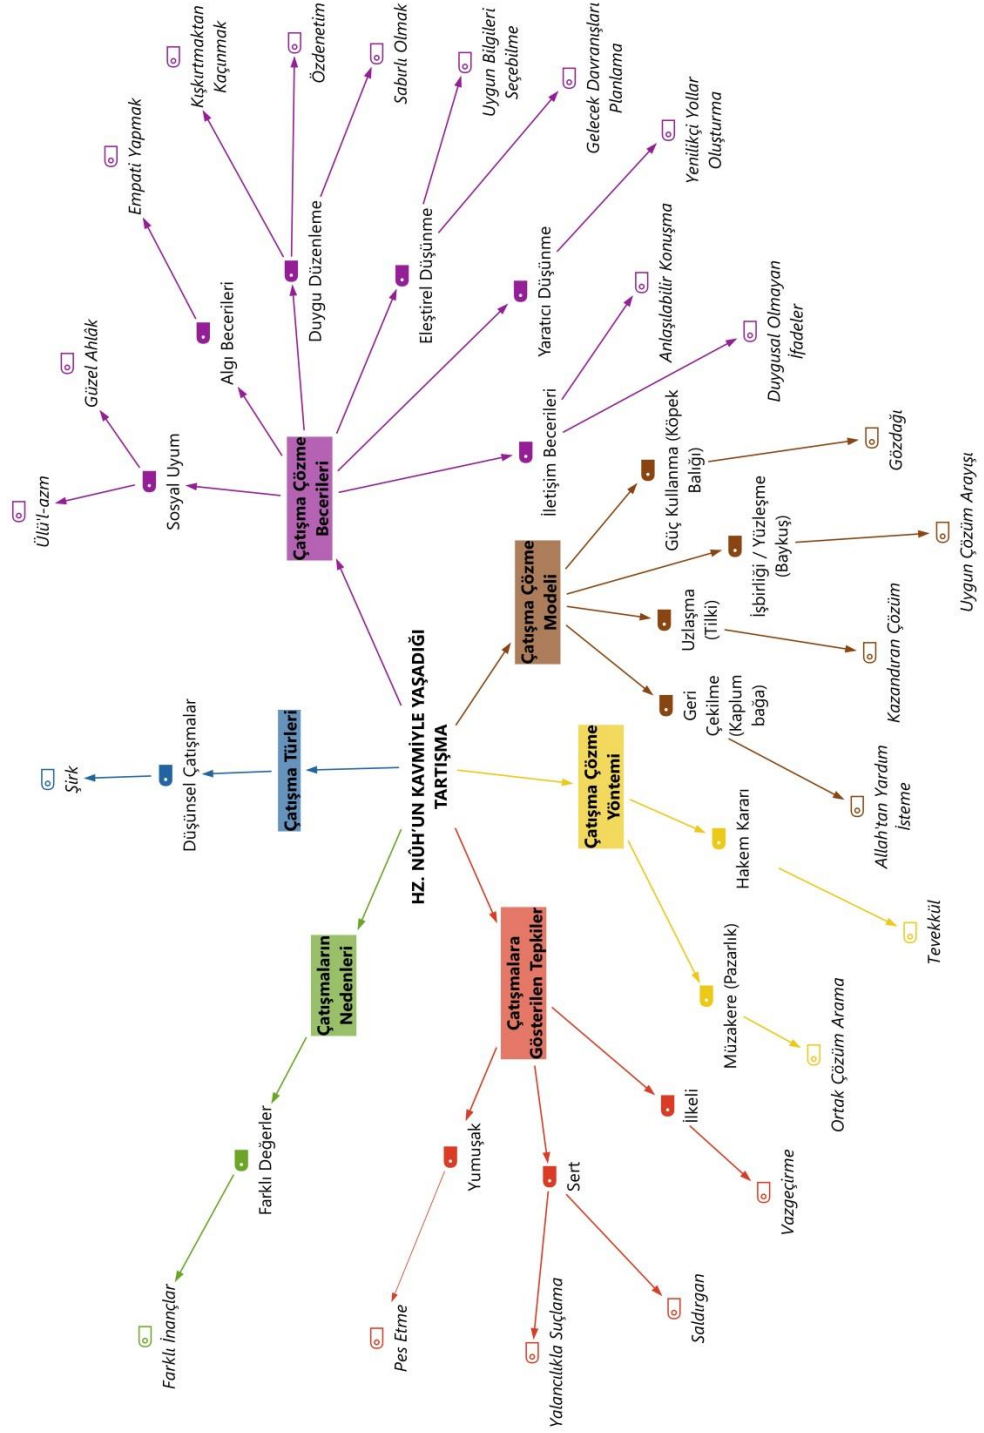 HZ. NÛH'UN KAVMİYLE YAŞADIĞI
TARTIŞMA
Çatışma Türleri
Düşünsel Çatışmalar
Şirk
Çatışma Çözme
Becerileri
Sosyal Uyum
Ülü'l-azm
Güzel Ahlâk
Algı Becerileri
Empati Yapmak
Duygu Düzenleme
Kışkırtmaktan
Kaçınmak
Özdenetim
Sabırlı Olmak
Eleştirel Düşünme
Uygun Bilgileri
Seçebilme
Gelecek Davranışları
Planlama
Yaratıcı Düşünme
Yenilikçi Yollar
Oluşturma
İletişim Becerileri
Anlaşılabilir Konuşma
Duygusal Olmayan
İfadeler
Çatışma Çözme
Modeli
Güç Kullanma (Köpek
Balığı)
Gözdağı
İşbirliği / Yüzleşme
(Baykuş)
Uygun Çözüm Arayışı
Uzlaşma
(Tilki)
Kazandıran Çözüm
Geri
Çekilme
(Kaplum
bağa)
Allah'tan Yardım
İsteme
Çatışma Çözme
Yöntemi
Hakem Kararı
Tevekkül
Müzakere (Pazarlık)
Ortak Çözüm Arama
Çatışmalara
Gösterilen Tepkiler
İlkeli
Vazgeçirme
Sert
Saldırgan
Yalancılıkla Suçlama
Yumuşak
Pes Etme
Çatışmaların
Nedenleri
Farklı Değerler
Farklı İnançlar